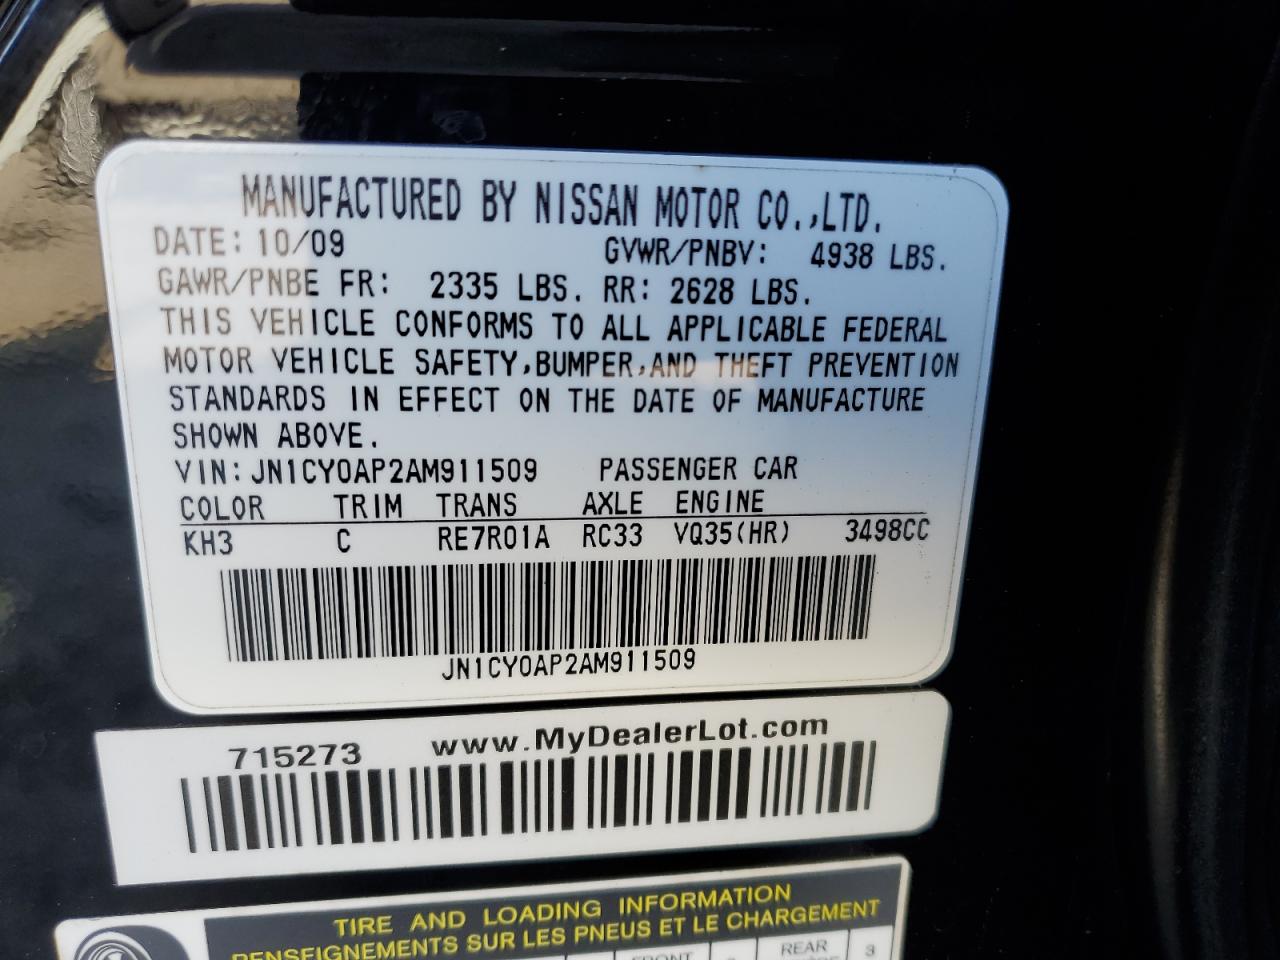 MANUFACTURED BY NISSAN MOTOR CO.,LTD.
DATE: 10/09 GVWR/PNBV: 4938 LBS.
GAWR/PNBE FR: 2335 LBS. RR: 2628 LBS.
THIS VEHICLE CONFORMS TO ALL APPLICABLE FEDERAL
MOTOR VEHICLE SAFETY,BUMPER,AND THEFT PREVENTION
STANDARDS IN EFFECT ON THE DATE OF MANUFACTURE
SHOWN ABOVE.
VIN:JN1CY0AP2AM911509 PASSENGER CAR
COLOR TRIM TRANS AXLE ENGINE
KH3 C RE7R01A RC33 VQ35(HR) 3498CC
JN1CY0AP2AM911509
715273 www.MyDealerLot.com
TIRE AND LOADING INFORMATION
RENSEIGNEMENTS SUR LES PNEUS ET LE CHARGEMENT
FRONT REAR 3